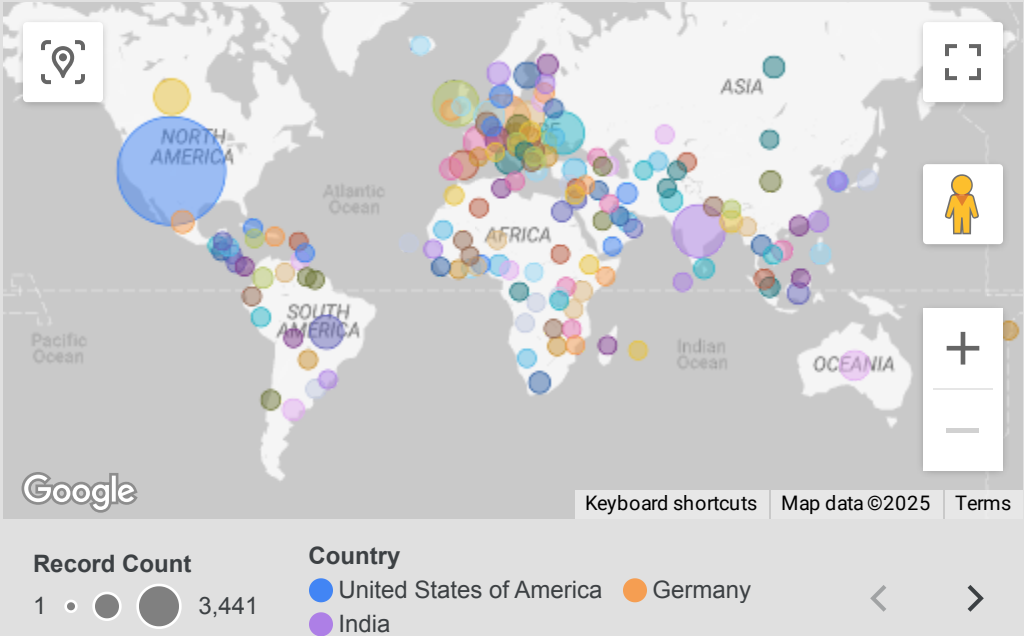 ASIA
NORTH
AMERICA
Atlantic
Ocean
AFRICA
SOUTH
AMERICA
Pacific
Ocean
Indian
Ocean
OCEANIA
Google
Keyboard shortcuts
Map data ©2025
Terms
Record Count
1
3,441
Country
United States of America
Germany
India